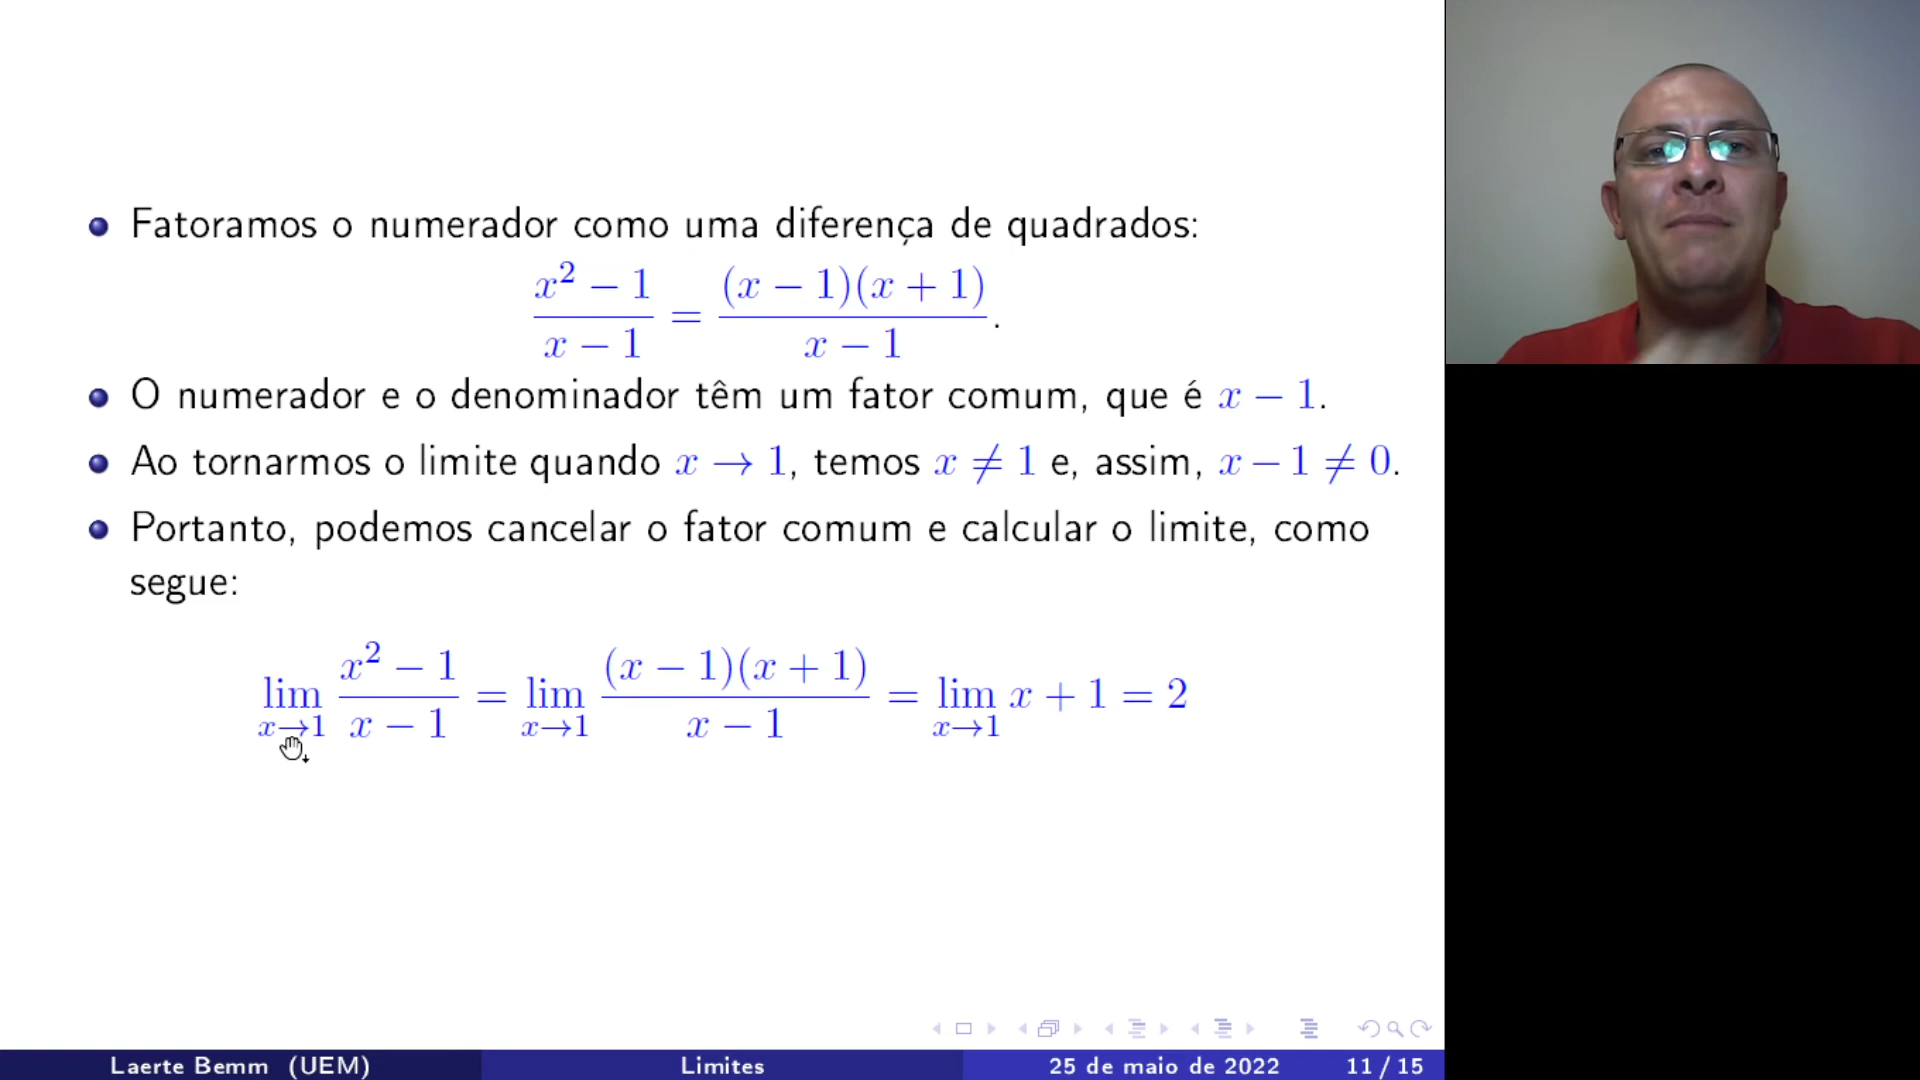 Fatoramos o numerador como uma diferença de quadrados:
x² − 1 / x − 1 = (x − 1)(x + 1) / x − 1 .
O numerador e o denominador têm um fator comum, que é x − 1.
Ao tornarmos o limite quando x → 1, temos x ≠ 1 e, assim, x − 1 ≠ 0.
Portanto, podemos cancelar o fator comum e calcular o limite, como
segue:
lim x→1 x² − 1 / x − 1 = lim x→1 (x − 1)(x + 1) / x − 1 = lim x→1 x + 1 = 2
Laerte Bemm (UEM) Limites 25 de maio de 2022 11 / 15